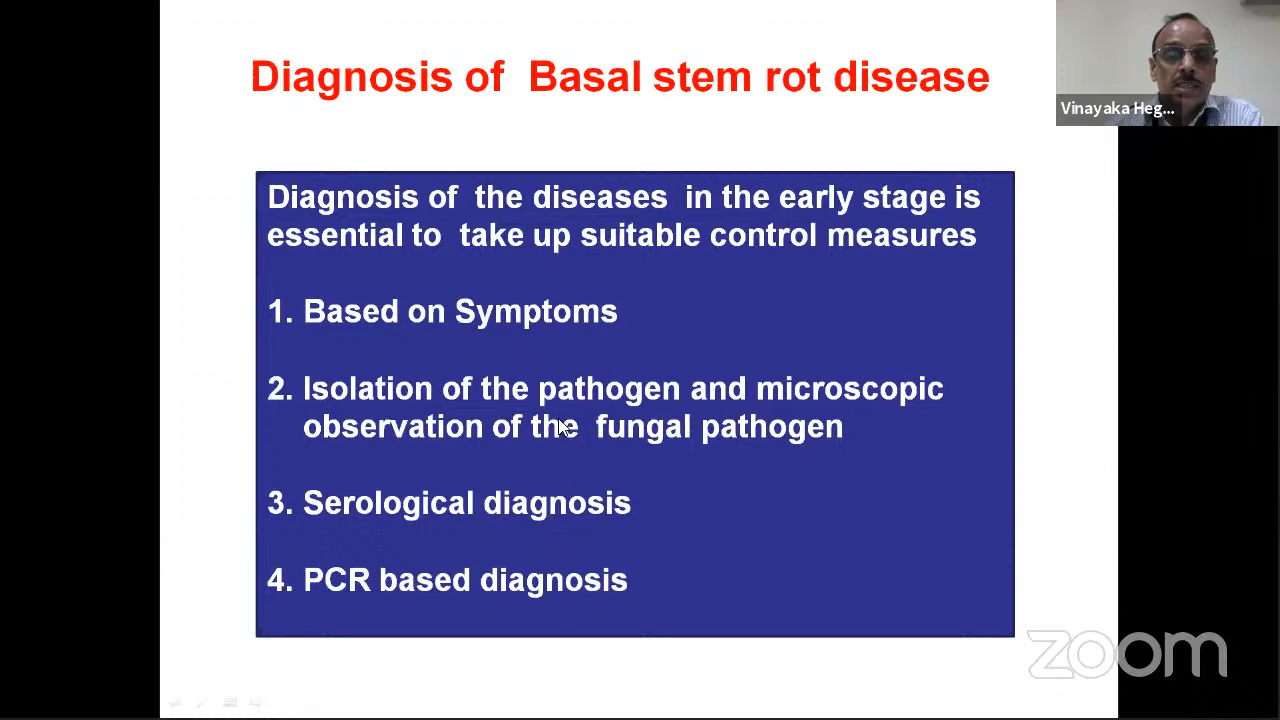 Diagnosis of Basal stem rot disease
Vinayaka Heg...
Diagnosis of the diseases in the early stage is
essential to take up suitable control measures
1. Based on Symptoms
2. Isolation of the pathogen and microscopic
observation of the fungal pathogen
3. Serological diagnosis
4. PCR based diagnosis
zoom